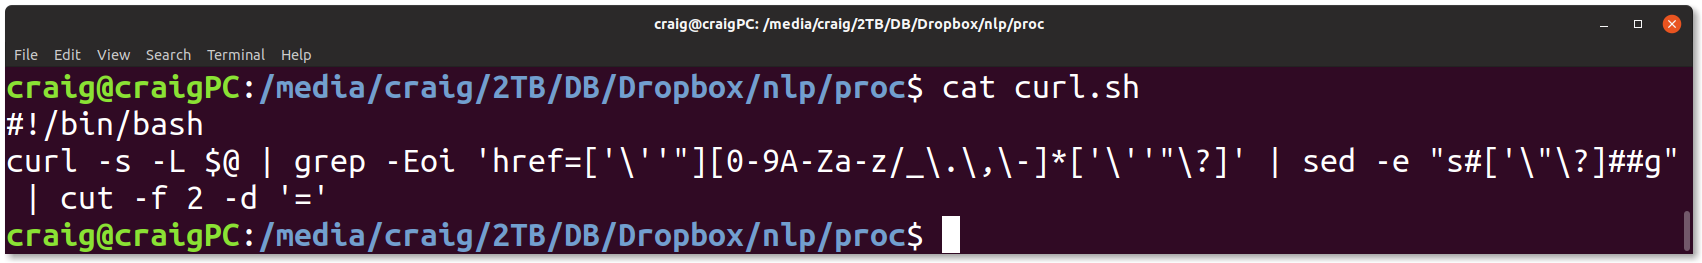 craig@craigPC: /media/craig/2TB/DB/Dropbox/nlp/proc
File Edit View Search Terminal Help
craig@craigPC:/media/craig/2TB/DB/Dropbox/nlp/proc$ cat curl.sh
#!/bin/bash
curl -s -L $@ | grep -Eoi 'href=['\''"][0-9A-Za-z/_\.\,\-]*['\''"\?]' | sed -e "s#['\"\?]##g"
| cut -f 2 -d '='
craig@craigPC:/media/craig/2TB/DB/Dropbox/nlp/proc$